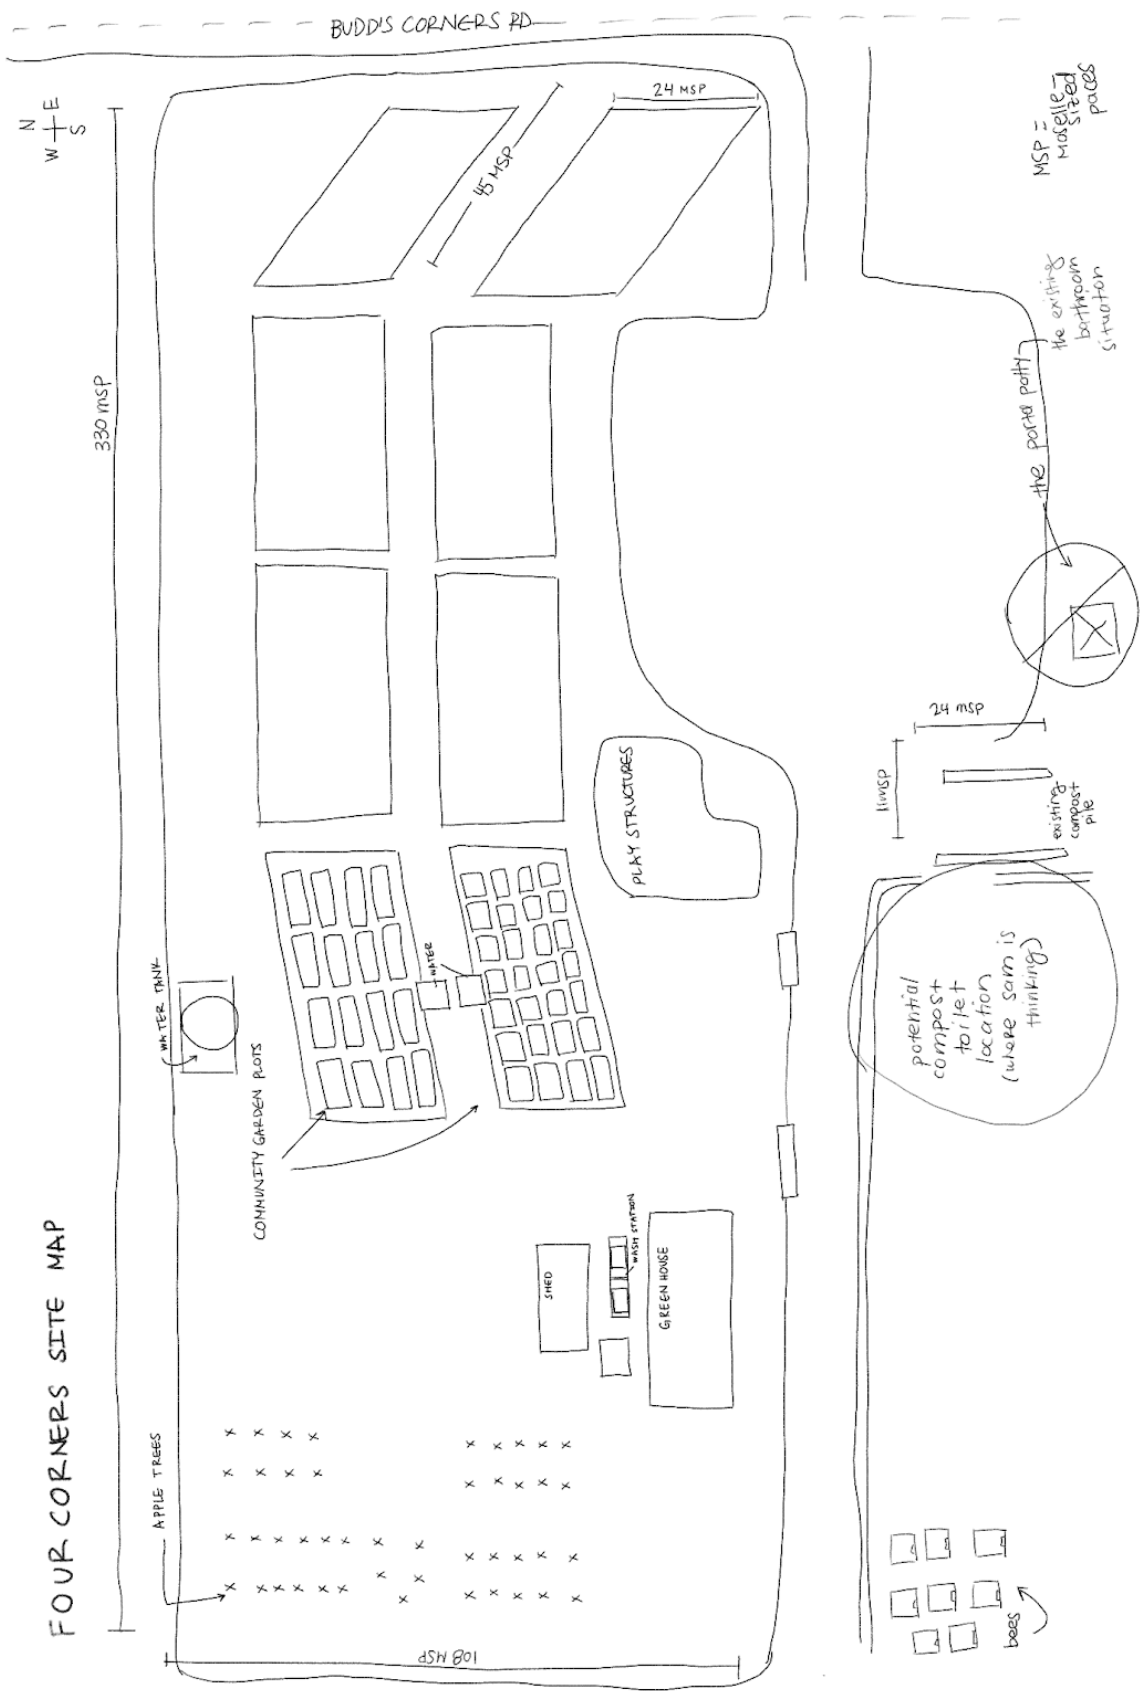 BUDD'S CORNERS RD
N
W E
S
24 MSP
45 MSP
MSP =
Moselle-
sized
paces
330 MSP
the existing
bathroom
situation
the porta potty
24 MSP
11 MSP
existing
compost
pile
PLAY STRUCTURES
WATER TANK
WATER
COMMUNITY GARDEN PLOTS
potential
compost
toilet
location
(where sam is
thinking)
FOUR CORNERS SITE MAP
SHED
WASH STATION
GREEN HOUSE
APPLE TREES
bees
108 MSP